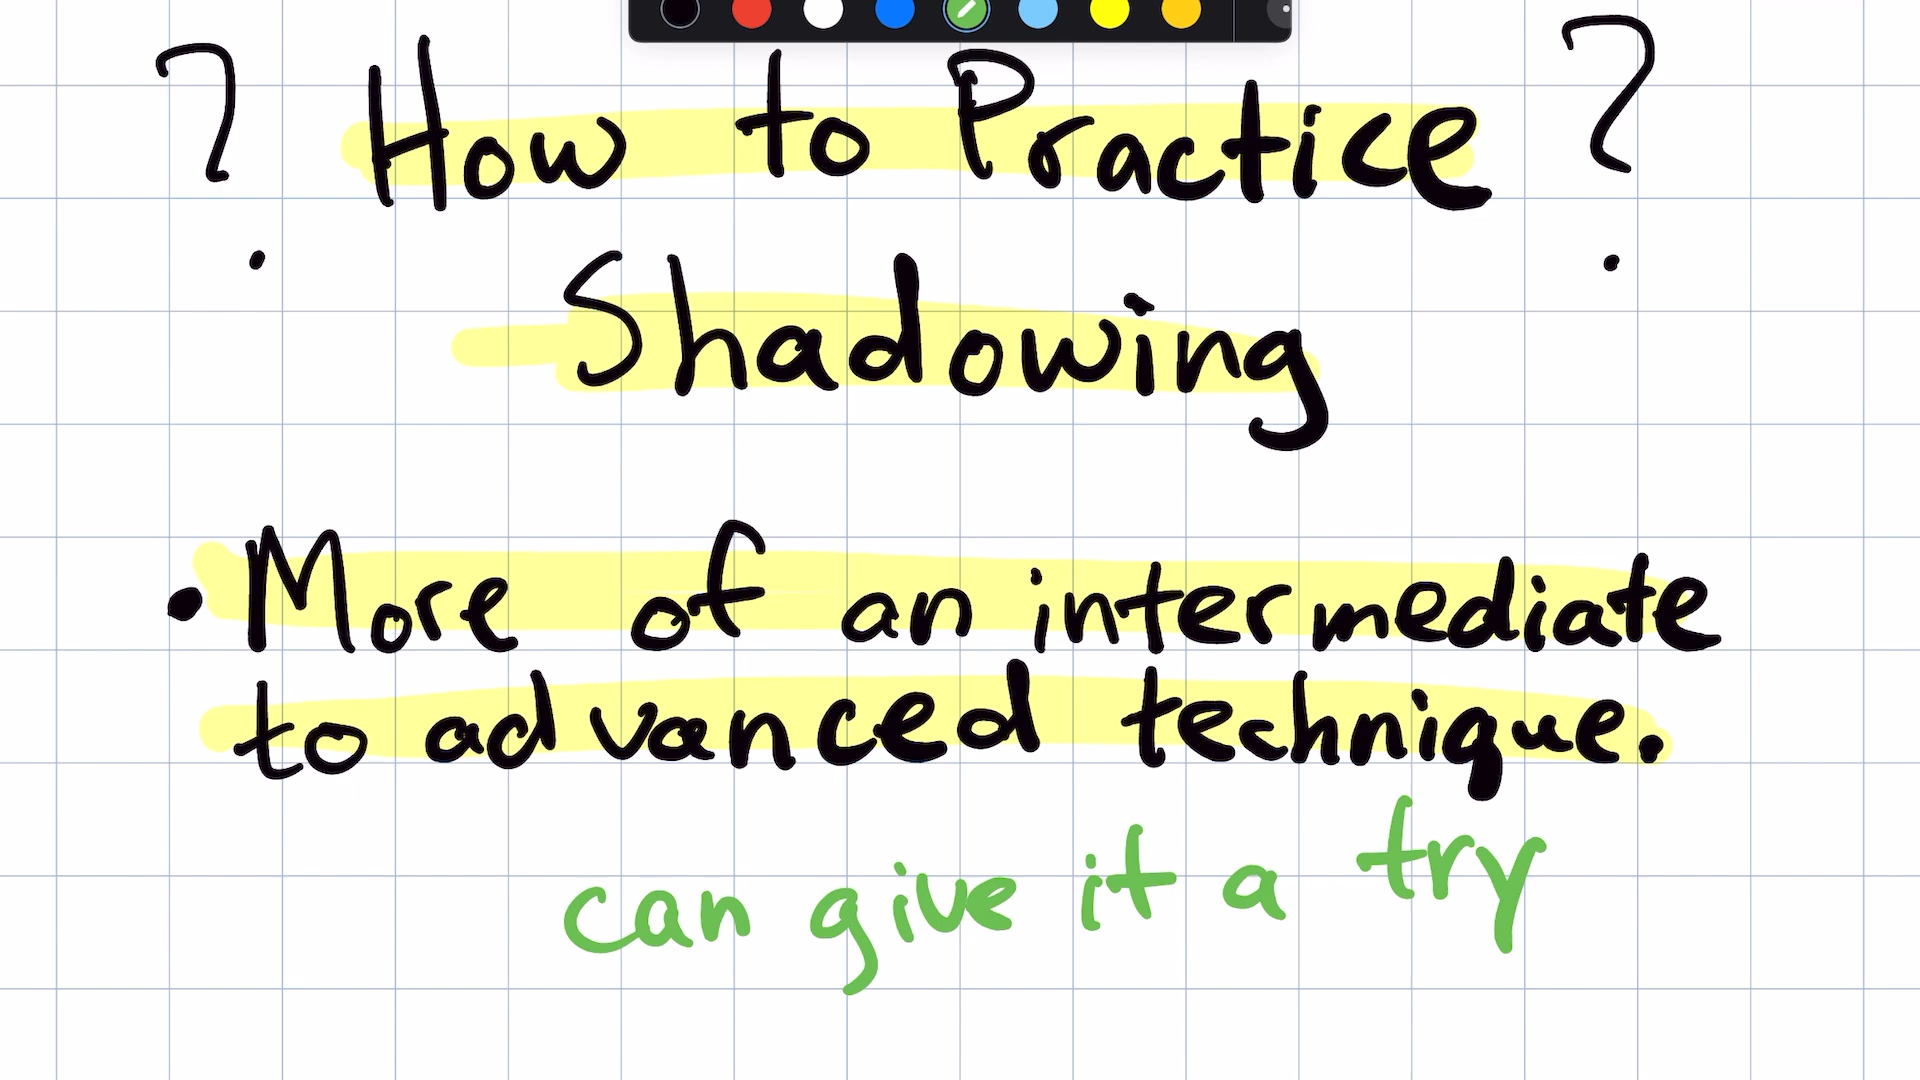 ? How to Practice ?
Shadowing
• More of an intermediate
to advanced technique.
can give it a try